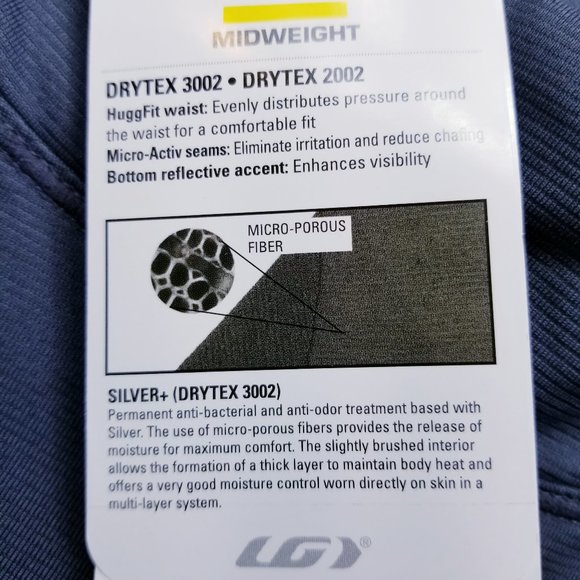 MIDWEIGHT
DRYTEX 3002 • DRYTEX 2002
HuggFit waist: Evenly distributes pressure around
the waist for a comfortable fit
Micro-Activ seams: Eliminate irritation and reduce chafing
Bottom reflective accent: Enhances visibility
MICRO-POROUS
FIBER
SILVER+ (DRYTEX 3002)
Permanent anti-bacterial and anti-odor treatment based with
Silver. The use of micro-porous fibers provides the release of
moisture for maximum comfort. The slightly brushed interior
allows the formation of a thick layer to maintain body heat and
offers a very good moisture control worn directly on skin in a
multi-layer system.
LG®